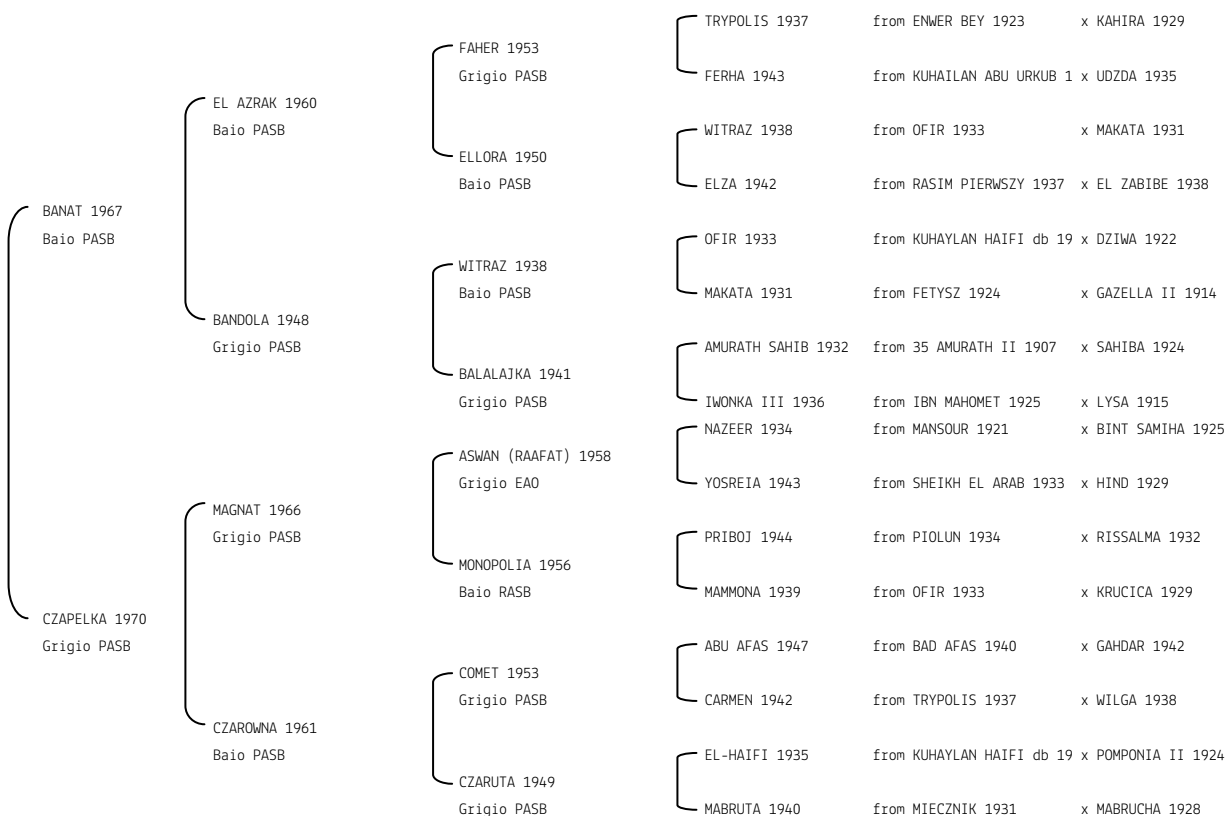 TRYPOLIS 1937 from ENWER BEY 1923 x KAHIRA 1929
FAHER 1953
Grigio PASB
FERHA 1943 from KUHAILAN ABU URKUB 1 x UDZDA 1935
EL AZRAK 1960
Baio PASB
WITRAZ 1938 from OFIR 1933 x MAKATA 1931
ELLORA 1950
Baio PASB
ELZA 1942 from RASIM PIERWSZY 1937 x EL ZABIBE 1938
BANAT 1967
Baio PASB
OFIR 1933 from KUHAYLAN HAIFI db 19 x DZIWA 1922
WITRAZ 1938
Baio PASB
MAKATA 1931 from FETYSZ 1924 x GAZELLA II 1914
BANDOLA 1948
Grigio PASB
AMURATH SAHIB 1932 from 35 AMURATH II 1907 x SAHIBA 1924
BALALAJKA 1941
Grigio PASB
IWONKA III 1936 from IBN MAHOMET 1925 x LYSA 1915
NAZEER 1934 from MANSOUR 1921 x BINT SAMIHA 1925
ASWAN (RAAFAT) 1958
Grigio EAO
YOSREIA 1943 from SHEIKH EL ARAB 1933 x HIND 1929
MAGNAT 1966
Grigio PASB
PRIBOJ 1944 from PIOLUN 1934 x RISSALMA 1932
MONOPOLIA 1956
Baio RASB
MAMMONA 1939 from OFIR 1933 x KRUCICA 1929
CZAPELKA 1970
Grigio PASB
ABU AFAS 1947 from BAD AFAS 1940 x GAHDAR 1942
COMET 1953
Grigio PASB
CARMEN 1942 from TRYPOLIS 1937 x WILGA 1938
CZAROWNA 1961
Baio PASB
EL-HAIFI 1935 from KUHAYLAN HAIFI db 19 x POMPONIA II 1924
CZARUTA 1949
Grigio PASB
MABRUTA 1940 from MIECZNIK 1931 x MABRUCHA 1928